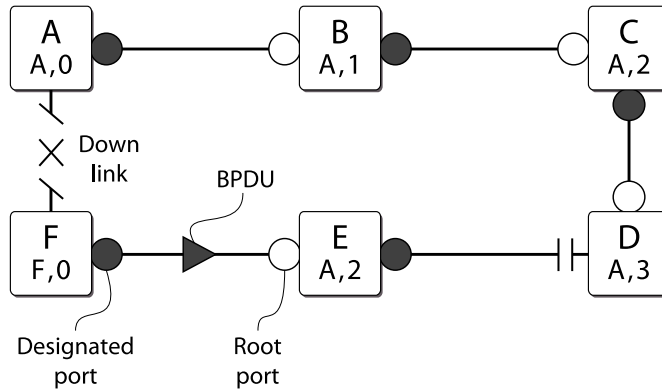 A
A,0
B
A,1
C
A,2
Down
link
BPDU
F
F,0
E
A,2
D
A,3
Designated
port
Root
port